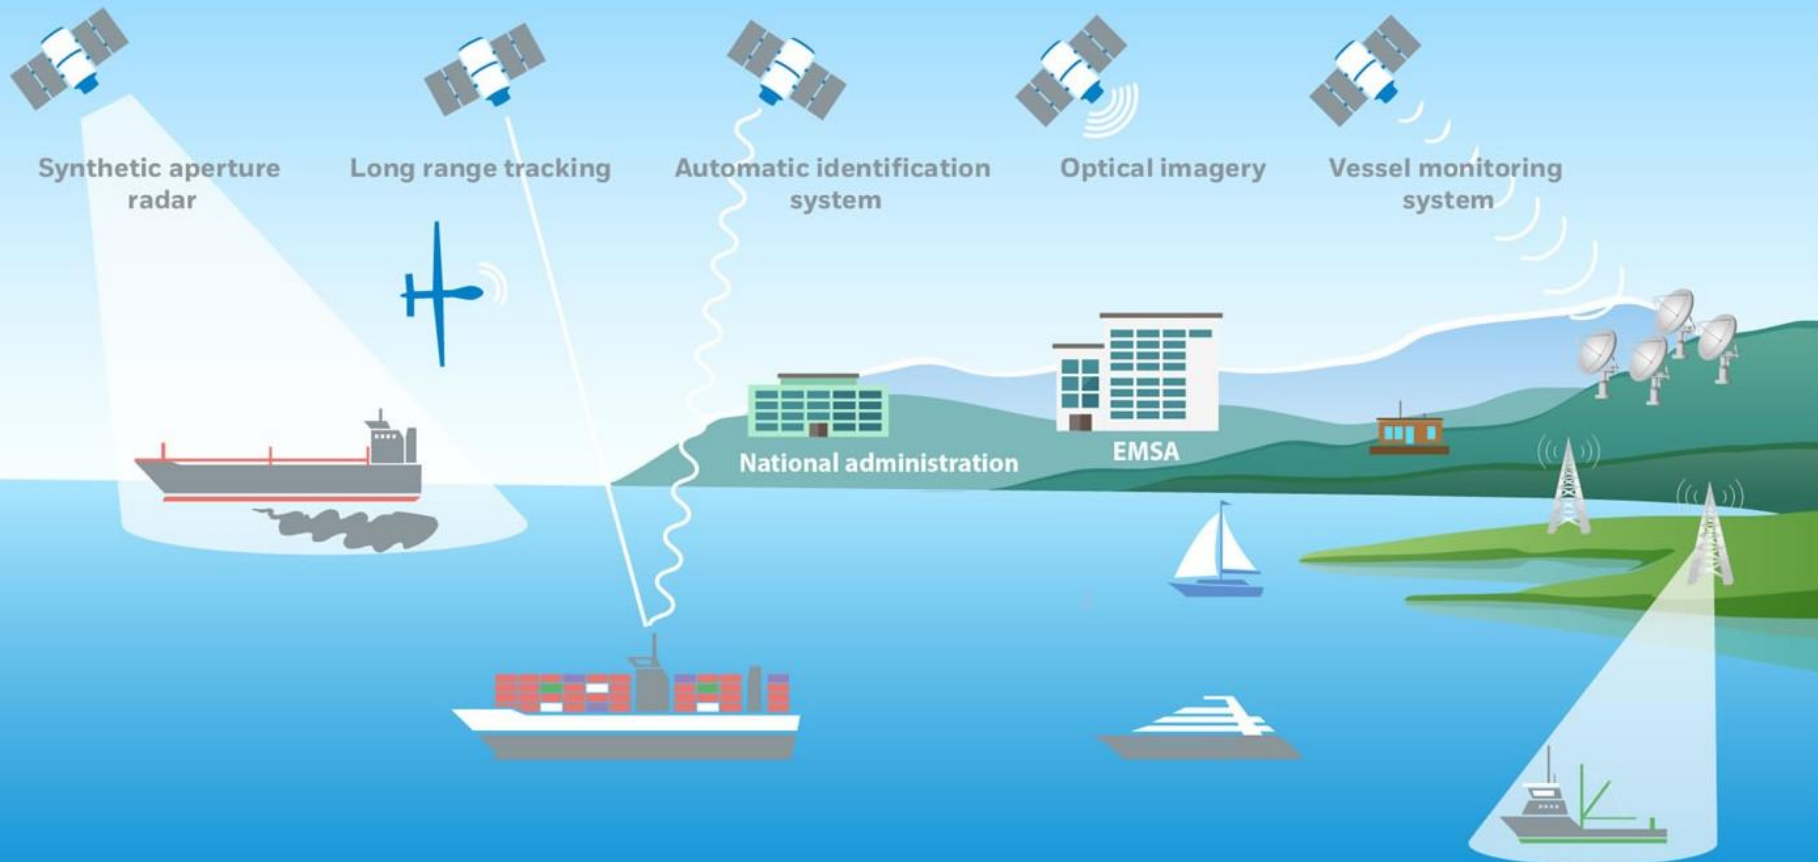 Synthetic aperture
radar
Long range tracking
Automatic identification
system
Optical imagery
Vessel monitoring
system
National administration
EMSA